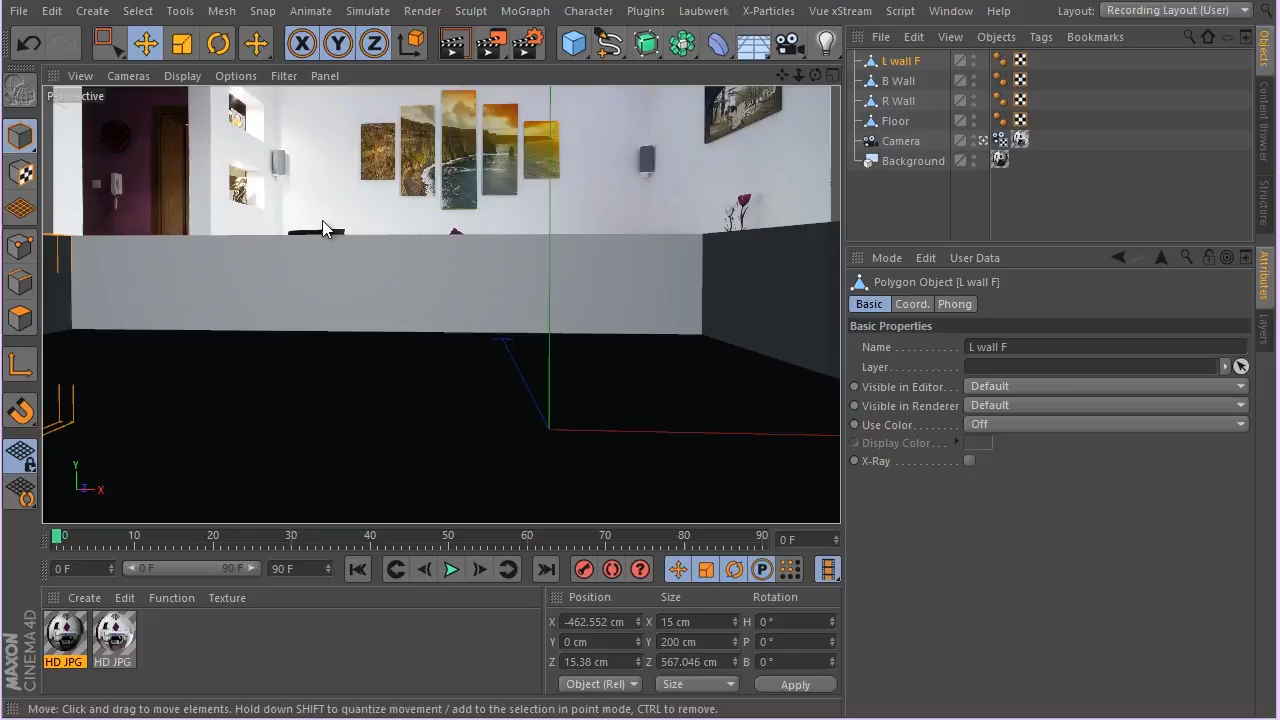 File Edit Create Select Tools Mesh Snap Animate Simulate Render Sculpt MoGraph Character Plugins Laubwerk X-Particles Vue xStream Script Window Help Layout: Recording Layout (User)
X Y Z
File Edit View Objects Tags Bookmarks
View Cameras Display Options Filter Panel
Perspective
L wall F
B Wall
R Wall
Floor
Camera
Background
Objects
Content Browser
Structure
Attributes
Layers
Mode Edit User Data
Polygon Object [L wall F]
Basic Coord. Phong
Basic Properties
Name L wall F
Layer
Visible in Editor Default
Visible in Renderer Default
Use Color Off
Display Color
X-Ray
Y
Z X
0 10 20 30 40 50 60 70 80 90 0 F
0 F 0 F 90 F 90 F
P
Create Edit Function Texture
HD JPG HD JPG
Position Size Rotation
X -462.552 cm X 15 cm H 0 °
Y 0 cm Y 200 cm P 0 °
Z 15.38 cm Z 567.046 cm B 0 °
Object (Rel) Size Apply
MAXON
CINEMA 4D
Move: Click and drag to move elements. Hold down SHIFT to quantize movement / add to the selection in point mode, CTRL to remove.